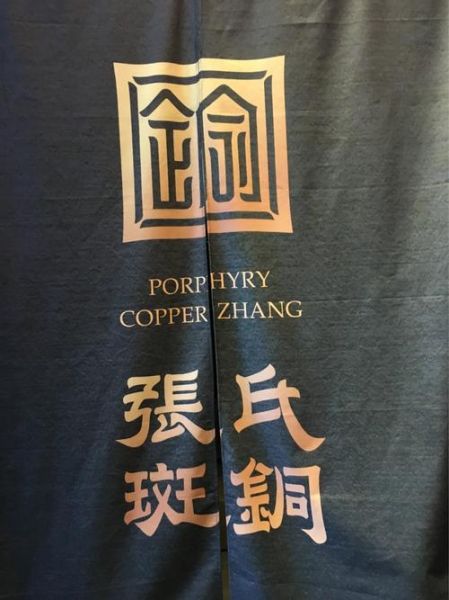 PORPHYRY
COPPER ZHANG
張氏
斑銅